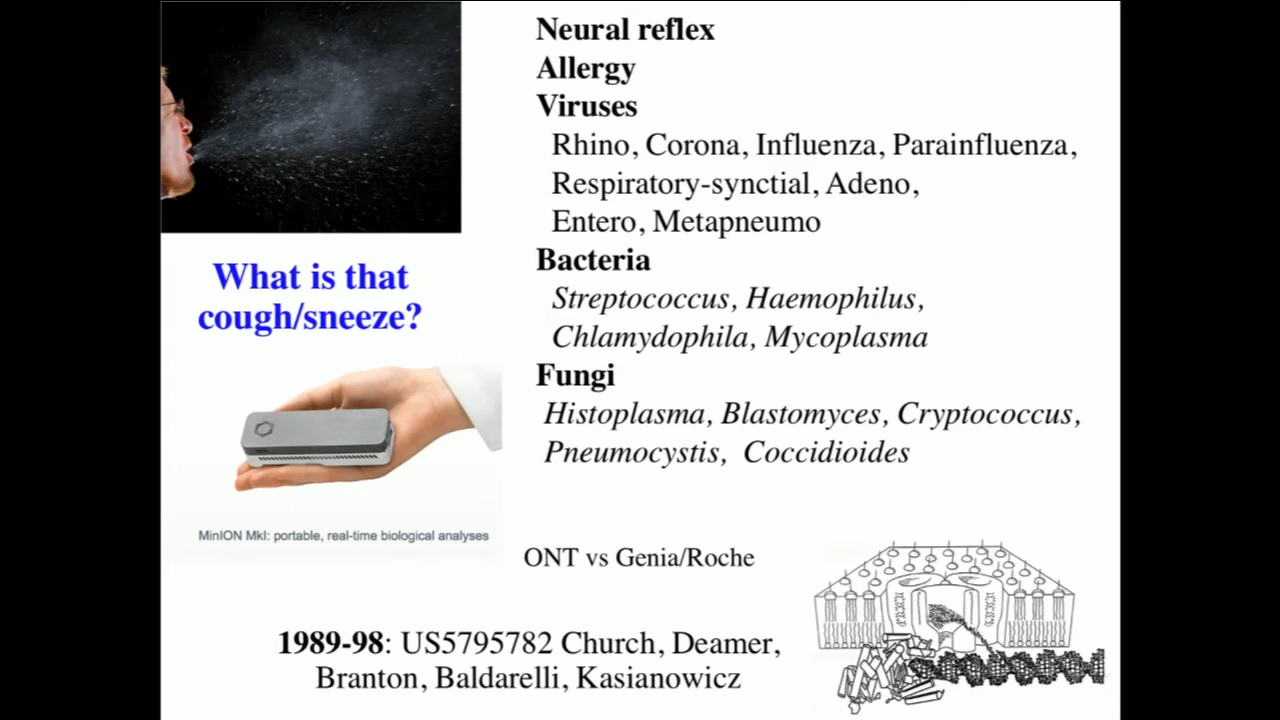 Neural reflex
Allergy
Viruses
Rhino, Corona, Influenza, Parainfluenza,
Respiratory-synctial, Adeno,
Entero, Metapneumo
Bacteria
Streptococcus, Haemophilus,
Chlamydophila, Mycoplasma
Fungi
Histoplasma, Blastomyces, Cryptococcus,
Pneumocystis, Coccidioides
What is that
cough/sneeze?
MinION MkI: portable, real-time biological analyses
ONT vs Genia/Roche
1989-98: US5795782 Church, Deamer,
Branton, Baldarelli, Kasianowicz